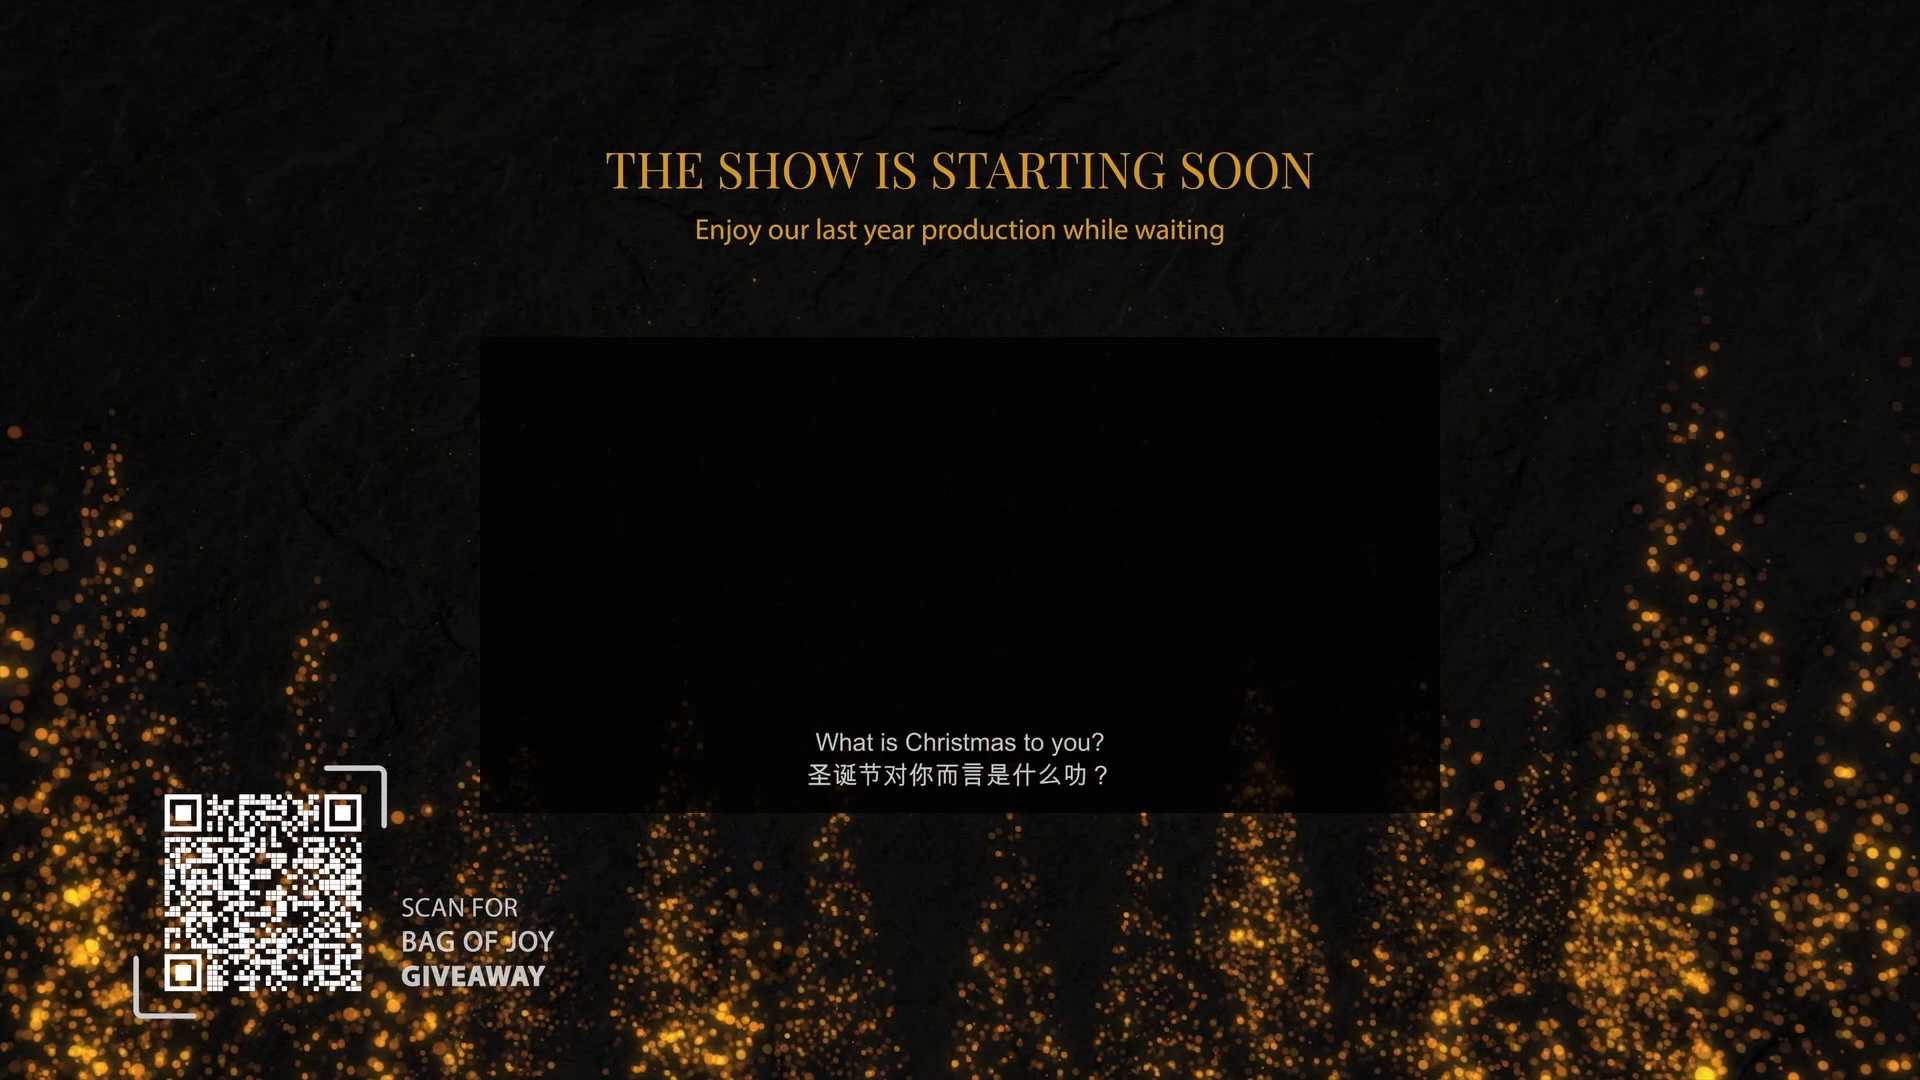 THE SHOW IS STARTING SOON
Enjoy our last year production while waiting
What is Christmas to you?
圣诞节对你而言是什么叻？
SCAN FOR
BAG OF JOY
GIVEAWAY